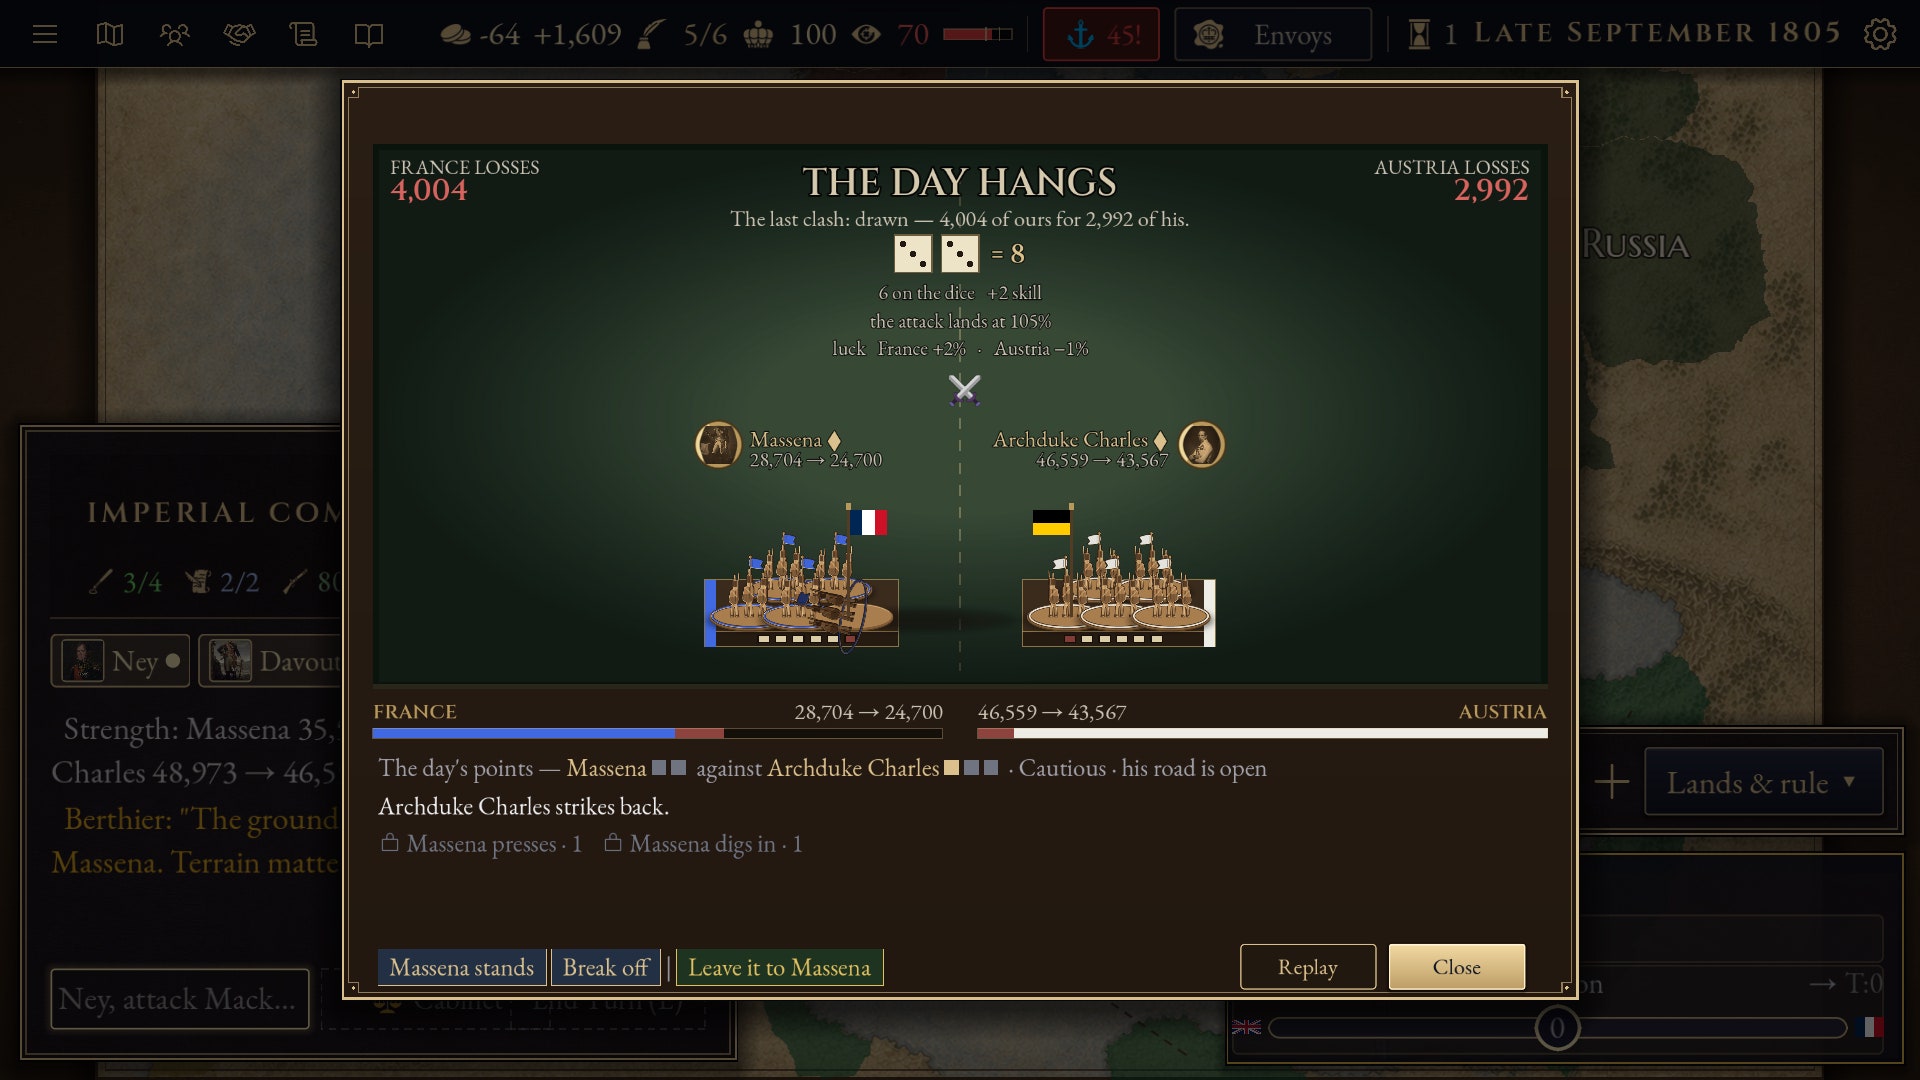 -64 +1,609 5/6 100 70 45! Envoys 1 Late September 1805
FRANCE LOSSES
4,004
THE DAY HANGS
AUSTRIA LOSSES
2,992
The last clash: drawn — 4,004 of ours for 2,992 of his.
= 8
6 on the dice +2 skill
the attack lands at 105%
luck France +2% · Austria −1%
Russia
Massena
28,704 → 24,700
Archduke Charles
46,559 → 43,567
IMPERIAL COM
3/4 2/2 80
Ney Davout
Strength: Massena 35,
Charles 48,973 → 46,5
Berthier: "The ground
Massena. Terrain matte
FRANCE 28,704 → 24,700
46,559 → 43,567 AUSTRIA
The day's points — Massena against Archduke Charles · Cautious · his road is open
Archduke Charles strikes back.
Massena presses · 1 Massena digs in · 1
Lands & rule
Massena stands Break off | Leave it to Massena
Replay Close
Ney, attack Mack...
Cabinet End Turn (E)
on → T:0
0